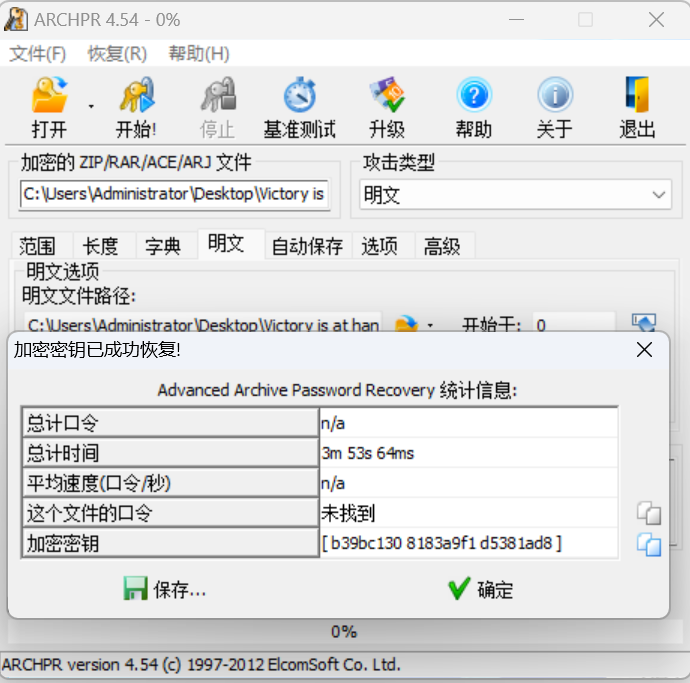 ARCHPR 4.54 - 0%
文件(F) 恢复(R) 帮助(H)
打开 开始! 停止 基准测试 升级 帮助 关于 退出
加密的 ZIP/RAR/ACE/ARJ 文件 攻击类型
C:\Users\Administrator\Desktop\Victory is 明文
范围 长度 字典 明文 自动保存 选项 高级
明文选项
明文文件路径:
C:\Users\Administrator\Desktop\Victory is at han 开始于: 0
加密密钥已成功恢复!
Advanced Archive Password Recovery 统计信息:
总计口令 n/a
总计时间 3m 53s 64ms
平均速度(口令/秒) n/a
这个文件的口令 未找到
加密密钥 [ b39bc130 8183a9f1 d5381ad8 ]
保存... 确定
0%
ARCHPR version 4.54 (c) 1997-2012 ElcomSoft Co. Ltd.